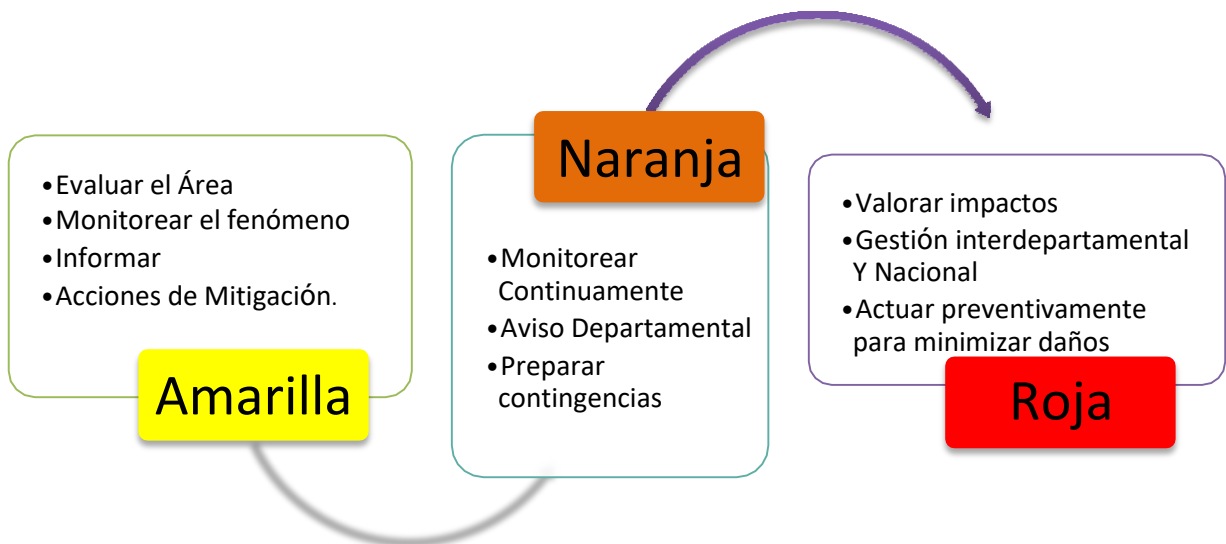 •Evaluar el Área
•Monitorear el fenómeno
•Informar
•Acciones de Mitigación.
Amarilla
Naranja
•Monitorear
Continuamente
•Aviso Departamental
•Preparar
contingencias
•Valorar impactos
•Gestión interdepartamental
Y Nacional
•Actuar preventivamente
para minimizar daños
Roja